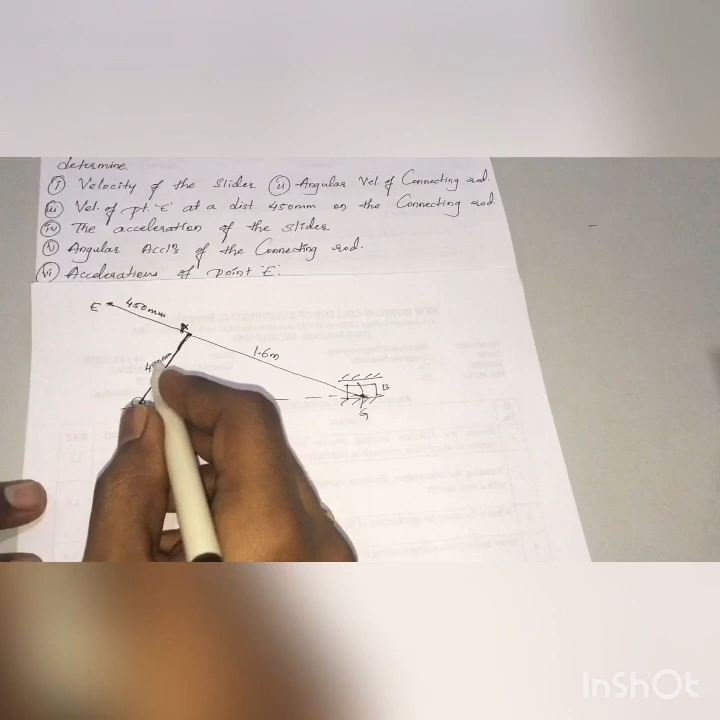 determine.
(i) Velocity of the Slider (ii) Angular Vel. of Connecting rod.
(iii) Vel. of pt. 'E' at a dist 450mm on the Connecting rod
(iv) The acceleration of the slider
(v) Angular Accl'n of the Connecting rod.
(vi) Accelerations of point 'E'.
E
450mm
A
1.6m
B
G
InShOt